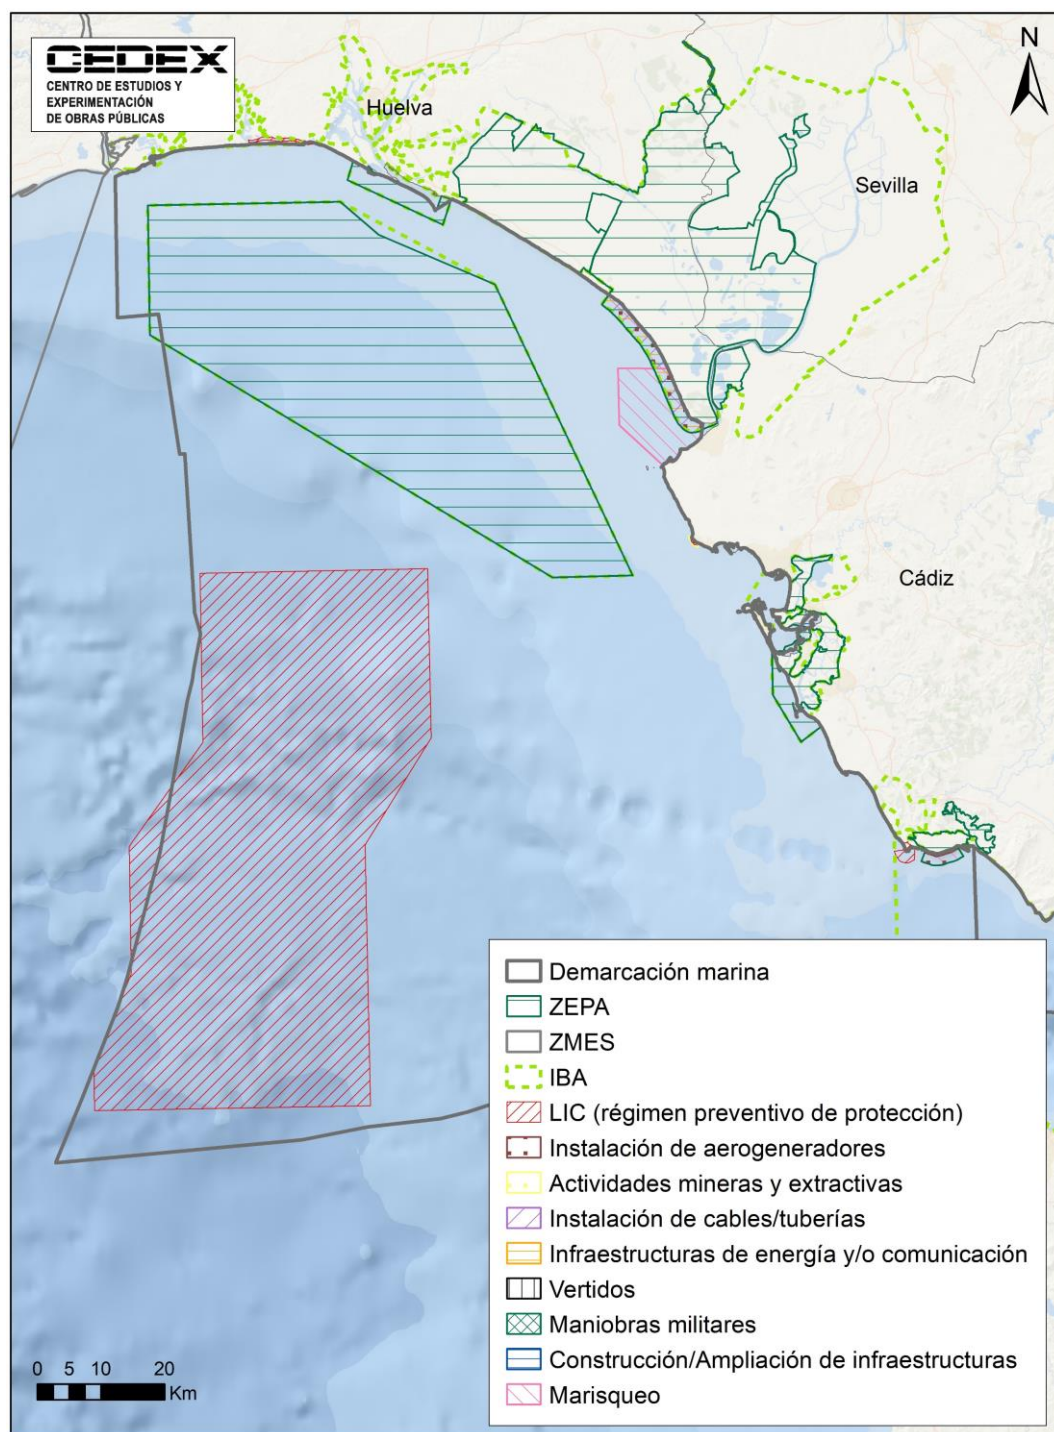 CEDEX
CENTRO DE ESTUDIOS Y
EXPERIMENTACIÓN
DE OBRAS PÚBLICAS
N
Huelva
Sevilla
Cádiz
Demarcación marina
ZEPA
ZMES
IBA
LIC (régimen preventivo de protección)
Instalación de aerogeneradores
Actividades mineras y extractivas
Instalación de cables/tuberías
Infraestructuras de energía y/o comunicación
Vertidos
Maniobras militares
Construcción/Ampliación de infraestructuras
Marisqueo
0 5 10 20
Km